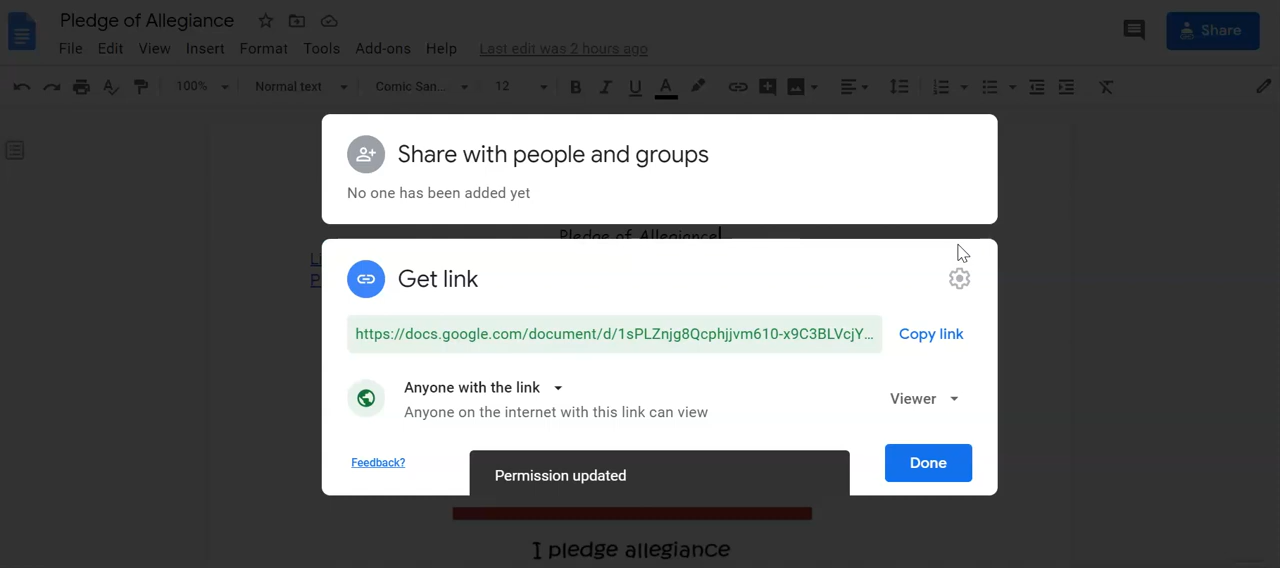 Pledge of Allegiance
Share
File Edit View Insert Format Tools Add-ons Help Last edit was 2 hours ago
100% Normal text Comic San... 12 B I U A
Share with people and groups
No one has been added yet
Pledge of Allegiance
Get link
https://docs.google.com/document/d/1sPLZnjg8Qcphjjvm610-x9C3BLVcjY...
Copy link
Anyone with the link
Anyone on the internet with this link can view
Viewer
Feedback?
Permission updated
Done
I pledge allegiance